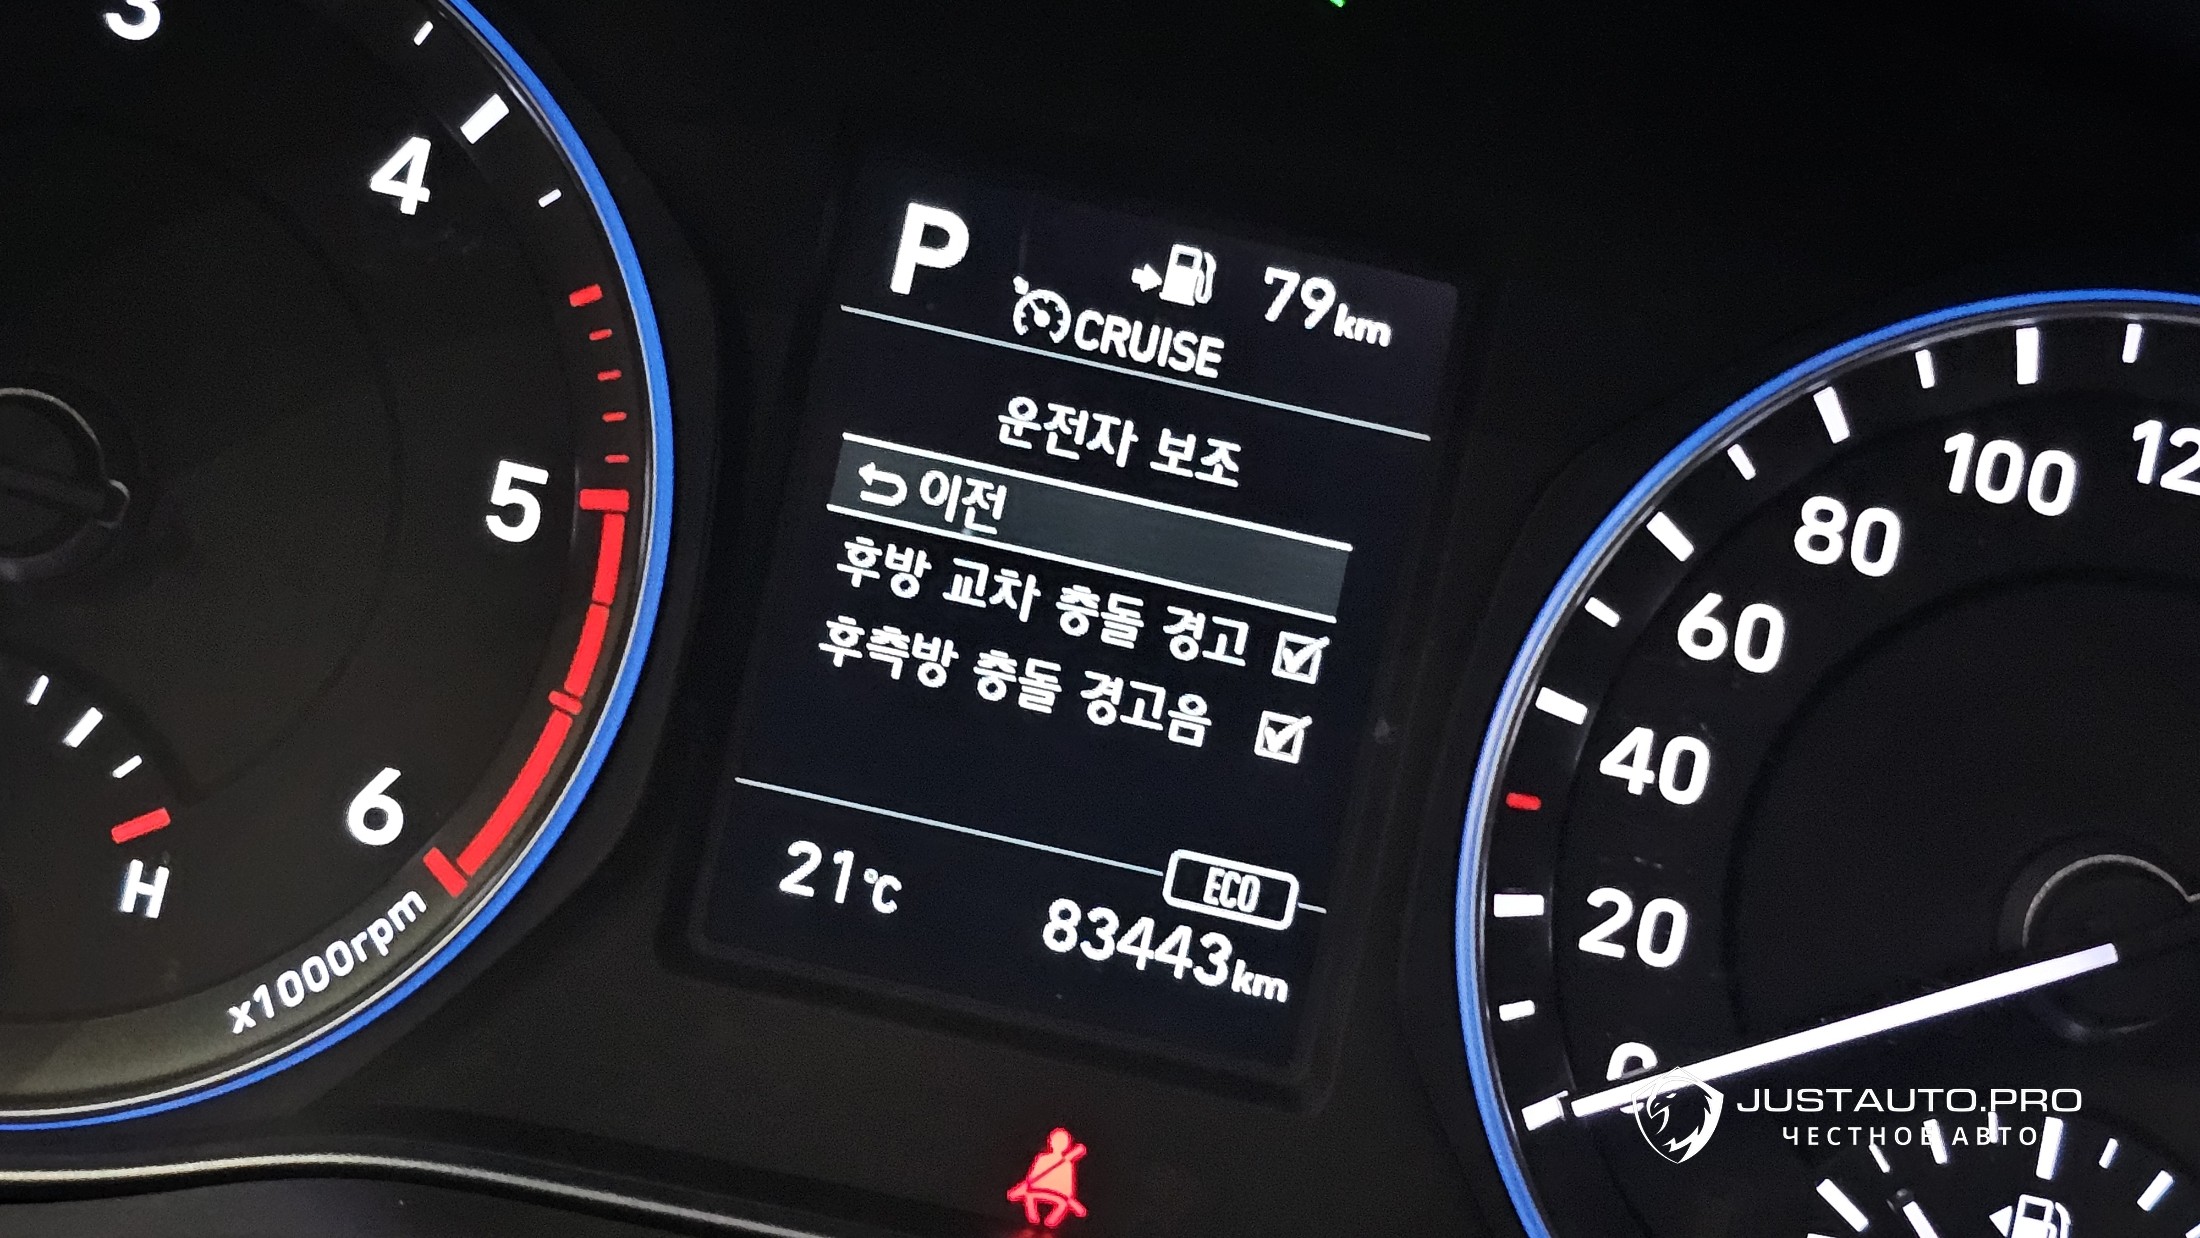 3
4
5
6
x1000rpm
H
P
79km
CRUISE
운전자 보조
이전
후방 교차 충돌 경고
후측방 충돌 경고음
21℃
ECO
83443km
100
80
60
40
20
JUSTAUTO.PRO
ЧЕСТНОЕ АВТО